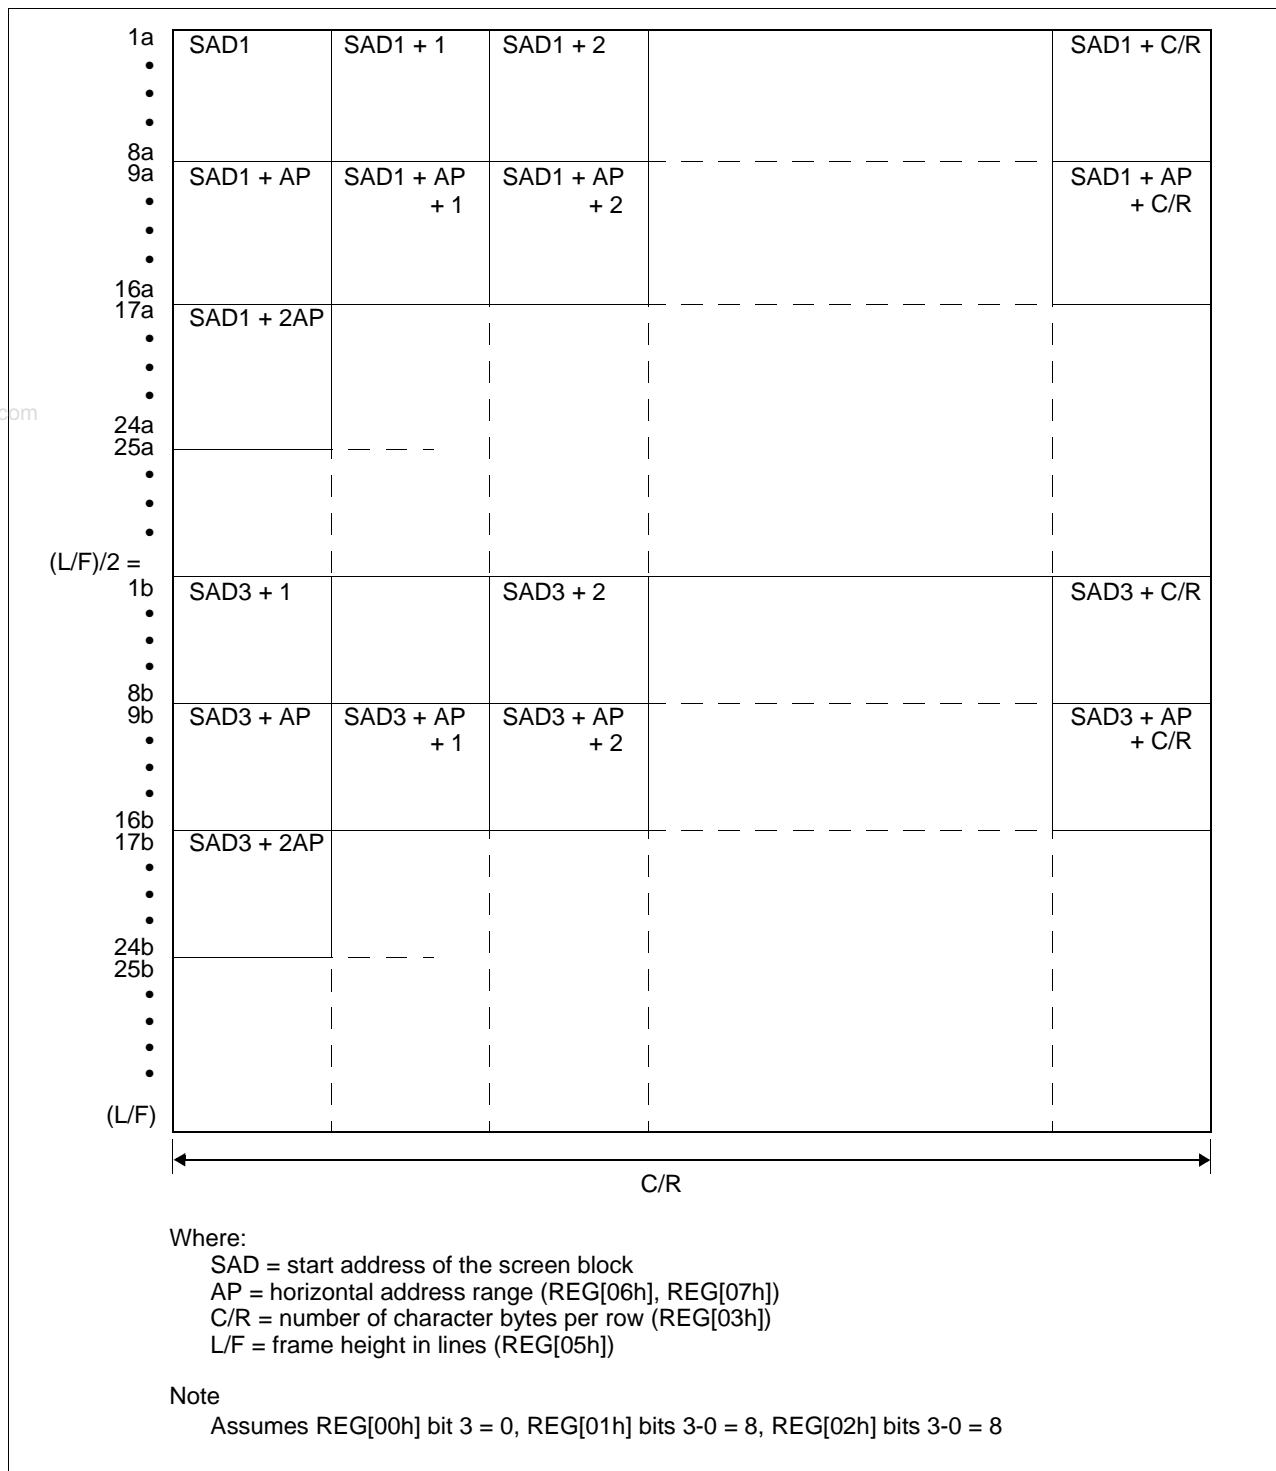 1a SAD1 SAD1 + 1 SAD1 + 2 SAD1 + C/R
•
•
•
8a
9a SAD1 + AP SAD1 + AP + 1 SAD1 + AP + 2 SAD1 + AP + C/R
•
•
•
16a
17a SAD1 + 2AP
•
•
•
com
24a
25a
•
•
•
(L/F)/2 =
1b SAD3 + 1 SAD3 + 2 SAD3 + C/R
•
•
•
8b
9b SAD3 + AP SAD3 + AP + 1 SAD3 + AP + 2 SAD3 + AP + C/R
•
•
•
16b
17b SAD3 + 2AP
•
•
•
24b
25b
•
•
•
•
(L/F)
C/R
Where:
SAD = start address of the screen block
AP = horizontal address range (REG[06h], REG[07h])
C/R = number of character bytes per row (REG[03h])
L/F = frame height in lines (REG[05h])
Note
Assumes REG[00h] bit 3 = 0, REG[01h] bits 3-0 = 8, REG[02h] bits 3-0 = 8